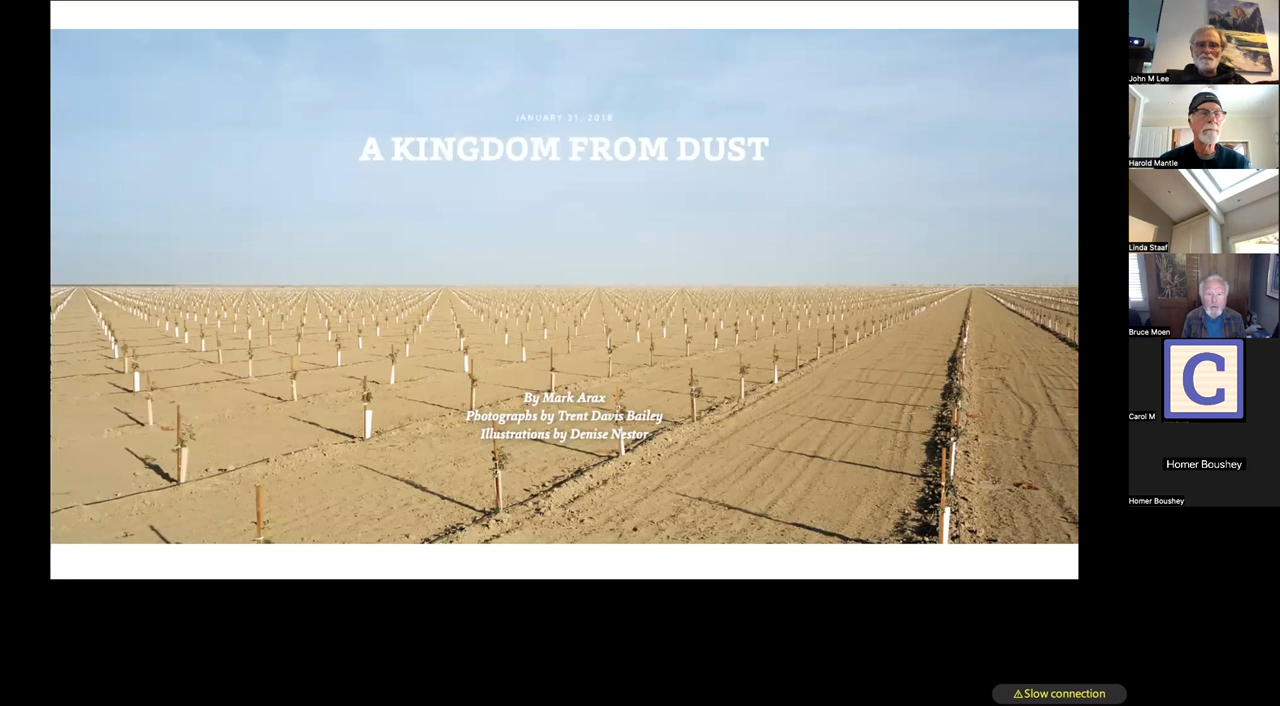 JANUARY 31, 2018
A KINGDOM FROM DUST
By Mark Arax
Photographs by Trent Davis Bailey
Illustrations by Denise Nestor
John M Lee
Harold Mantle
Linda Staaf
Bruce Moen
C
Carol M
Homer Boushey
Homer Boushey
⚠Slow connection